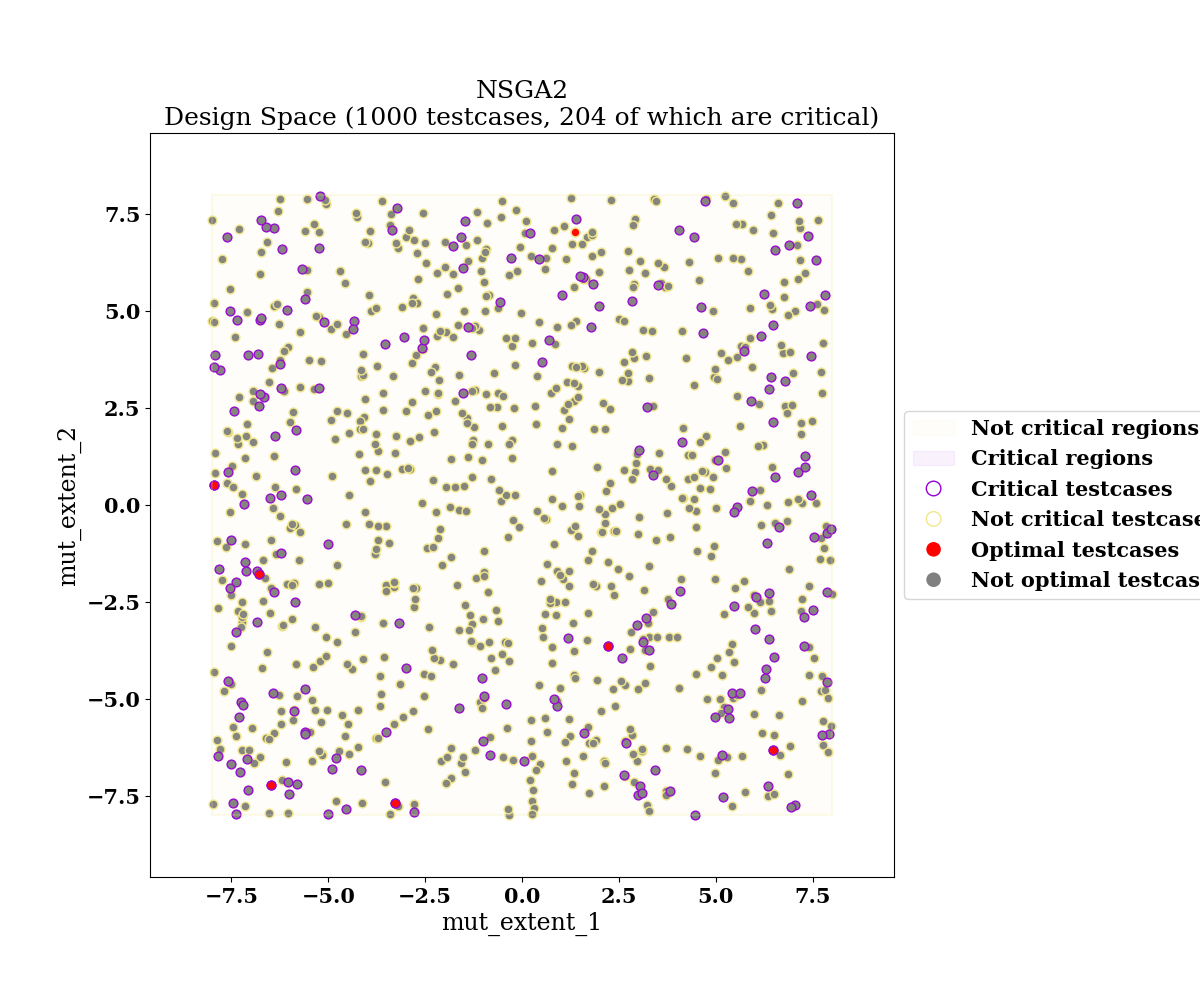 NSGA2
Design Space (1000 testcases, 204 of which are critical)
7.5
5.0
2.5
0.0
−2.5
−5.0
−7.5
mut_extent_2
−7.5 −5.0 −2.5 0.0 2.5 5.0 7.5
mut_extent_1
Not critical regions
Critical regions
Critical testcases
Not critical testcase
Optimal testcases
Not optimal testcas